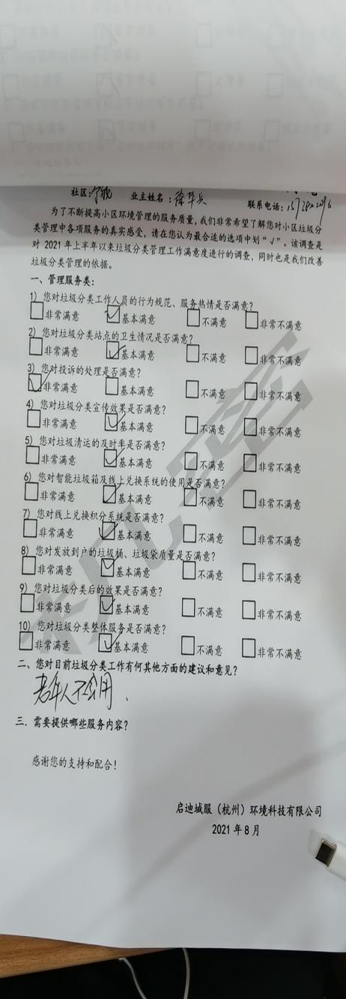 社区: 业主姓名:徐华兵 联系电话:
为了不断提高小区环境管理的服务质量,我们非常希望了解您对小区垃圾分
类管理中各项服务的真实感受,请在您认为最合适的选项中划“√”。该调查是
对 2021 年上半年以来垃圾分类管理工作满意度进行的调查,同时也是我们改善
垃圾分类管理的依据。
一、管理服务类:
1)您对垃圾分类工作人员的行为规范、服务热情是否满意?
□非常满意 ☑基本满意 □不满意 □非常不满意
2)您对垃圾分类站点的卫生情况是否满意?
□非常满意 ☑基本满意 □不满意 □非常不满意
3)您对投诉的处理是否满意?
☑非常满意 □基本满意 □不满意 □非常不满意
4)您对垃圾分类宣传效果是否满意?
□非常满意 ☑基本满意 □不满意 □非常不满意
5)您对垃圾清运的及时率是否满意?
□非常满意 ☑基本满意 □不满意 □非常不满意
6)您对智能垃圾箱及线上兑换系统的使用是否满意?
□非常满意 ☑基本满意 □不满意 □非常不满意
7)您对线上兑换积分系统是否满意?
□非常满意 ☑基本满意 □不满意 □非常不满意
8)您对发放到户的垃圾桶、垃圾袋质量是否满意?
□非常满意 ☑基本满意 □不满意 □非常不满意
9)您对垃圾分类后的效果是否满意?
□非常满意 ☑基本满意 □不满意 □非常不满意
10)您对垃圾分类整体服务是否满意?
□非常满意 ☑基本满意 □不满意 □非常不满意
二、您对目前垃圾分类工作有何其他方面的建议和意见?
老年人不会用.
三.需要提供哪些服务内容?
感谢您的支持和配合!
启迪城服(杭州)环境科技有限公司
2021 年 8 月